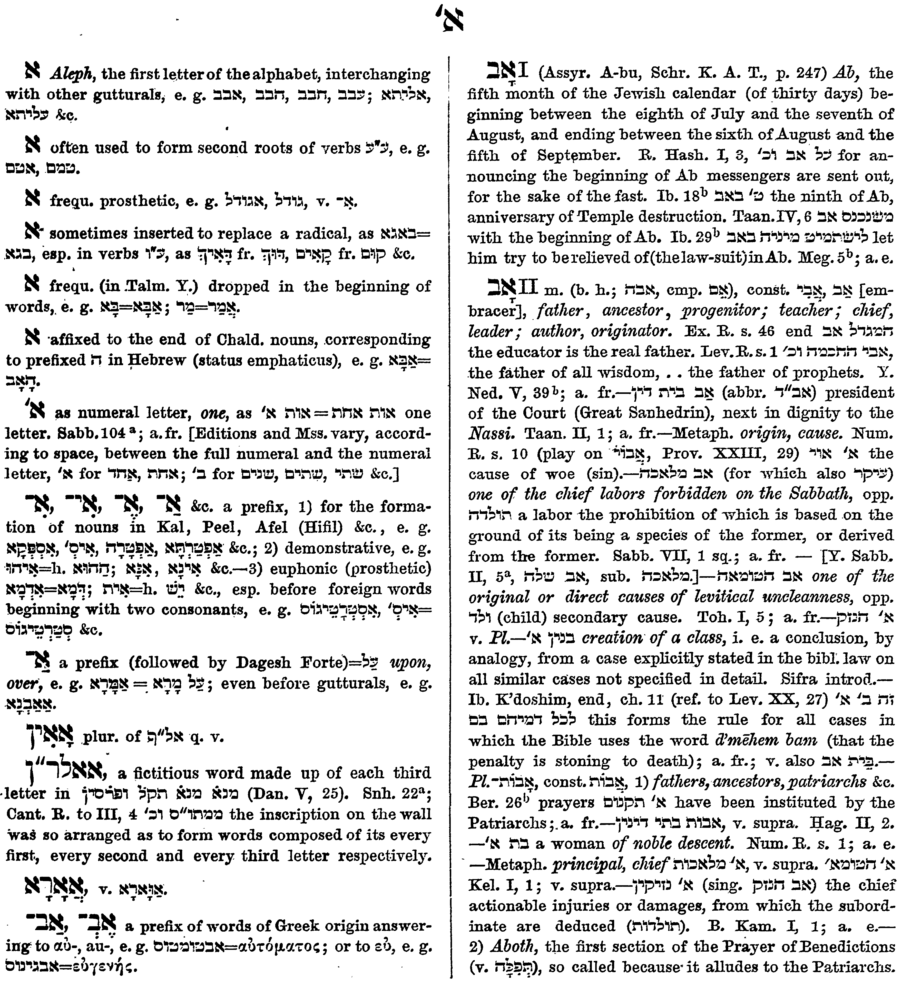 א'
א Aleph, the first letter of the alphabet, interchanging
with other gutturals, e. g. אבב, חבב, עבב; אליתא,
עליתא &c.
א often used to form second roots of verbs ע"ע, e. g.
אטם, טמם.
א frequ. prosthetic, e. g. אגודל, גודל, v. אַ-.
א- sometimes inserted to replace a radical, as באגא=
בגא, esp. in verbs ע"ו, as דָּאֵיךְ fr. דּוּךְ, קָאֵים fr. קום &c.
א frequ. (in Talm. Y.) dropped in the beginning of
words, e. g. בָּא=אַבָּא; מַר=אֲמַר.
א affixed to the end of Chald. nouns, corresponding
to prefixed ה in Hebrew (status emphaticus), e. g. אַבָּא=
הָאָב.
א' as numeral letter, one, as אות אחת=אות א' one
letter. Sabb. 104ᵃ; a. fr. [Editions and Mss. vary, accord-
ing to space, between the full numeral and the numeral
letter, א' for אחד, אחת; ב' for שנים, שתים, שתי &c.]
אַ־, אֶ־, אִי־, אִ־ &c. a prefix, 1) for the forma-
tion of nouns in Kal, Peel, Afel (Hifil) &c., e. g.
אַפְטַרְתָּא, אַפְטָרָה, אִיס', אִסְפְּקָא &c.; 2) demonstrative, e. g.
אִיהוּ=h. הַהוּא; אִינָא, אִנָּא &c.—3) euphonic (prosthetic)
אִדְמָא=דְּמָא; אִית=h. יֵשׁ &c., esp. before foreign words
beginning with two consonants, e. g. אִסְטְרָטֵיגוֹס, אִיס'=
סְטְרָטֵיגוֹס &c.
אַ־ a prefix (followed by Dagesh Forte)=עַל upon,
over, e. g. אַמָּרָא = עַל מָרָא; even before gutturals, e. g.
אַאַבְנָא.
אָאִין plur. of אל"ף q. v.
אאלר"ן, a fictitious word made up of each third
letter in מנא מנא תקל ופרסין (Dan. V, 25). Snh. 22ᵃ;
Cant. R. to III, 4 ממתו"ס וכ' the inscription on the wall
was so arranged as to form words composed of its every
first, every second and every third letter respectively.
אֲאָרָא, v. אַוֵּארָא.
אַב־, אֶב־ a prefix of words of Greek origin answer-
ing to αὐ-, au-, e. g. אבטומטוס=αὐτόματος; or to εὐ, e. g.
אבגינוס=εὐγενής.
אָב I (Assyr. A-bu, Schr. K. A. T., p. 247) Ab, the
fifth month of the Jewish calendar (of thirty days) be-
ginning between the eighth of July and the seventh of
August, and ending between the sixth of August and the
fifth of September. R. Hash. I, 3, על אב וכ' for an-
nouncing the beginning of Ab messengers are sent out,
for the sake of the fast. Ib. 18ᵇ ט' באב the ninth of Ab,
anniversary of Temple destruction. Taan. IV, 6 משנכנס אב
with the beginning of Ab. Ib. 29ᵇ לישתמיט מיניה באב let
him try to be relieved of (the law-suit) in Ab. Meg. 5ᵇ; a. e.
אָב II m. (b. h.; אבה, cmp. אֵם), const. אַב, אֲבִי [em-
bracer], father, ancestor, progenitor; teacher; chief,
leader; author, originator. Ex. R. s. 46 end המגדל אב
the educator is the real father. Lev. R. s. 1 אבי החכמה וכ',
the father of all wisdom, . . the father of prophets. Y.
Ned. V, 39ᵇ; a. fr.—אַב בית דין (abbr. אב"ד) president
of the Court (Great Sanhedrin), next in dignity to the
Nassi. Taan. II, 1; a. fr.—Metaph. origin, cause. Num.
R. s. 10 (play on אֲבוֹי, Prov. XXIII, 29) א' אוי the
cause of woe (sin).—אב מלאכה (for which also עיקר)
one of the chief labors forbidden on the Sabbath, opp.
תולדה a labor the prohibition of which is based on the
ground of its being a species of the former, or derived
from the former. Sabb. VII, 1 sq.; a. fr. — [Y. Sabb.
II, 5ᵃ, אב שלה, sub. מלאכה.]—אב הטומאה one of the
original or direct causes of levitical uncleanness, opp.
ולד (child) secondary cause. Toh. I, 5; a. fr.—א' הנזק
v. Pl.—בנין א' creation of a class, i. e. a conclusion, by
analogy, from a case explicitly stated in the bibl. law on
all similar cases not specified in detail. Sifra introd.—
Ib. K'doshim, end, ch. 11 (ref. to Lev. XX, 27) זה ב' א'
לכל דמיהם בם this forms the rule for all cases in
which the Bible uses the word d'mēhem bam (that the
penalty is stoning to death); a. fr.; v. also בֵּית אב.—
Pl. אָבוֹת, const. אֲבוֹת, 1) fathers, ancestors, patriarchs &c.
Ber. 26ᵇ prayers א' תקנום have been instituted by the
Patriarchs; a. fr.—אבות בתי דינין, v. supra. Hag. II, 2.
—בת א' a woman of noble descent. Num. R. s. 1; a. e.
—Metaph. principal, chief א' מלאכות, v. supra. א' הטומא'
Kel. I, 1; v. supra.—א' נזיקין (sing. אב הנזק) the chief
actionable injuries or damages, from which the subord-
inate are deduced (תולדות). B. Kam. I, 1; a. e.—
2) Aboth, the first section of the Prayer of Benedictions
(v. תְּפִלָּה), so called because it alludes to the Patriarchs.